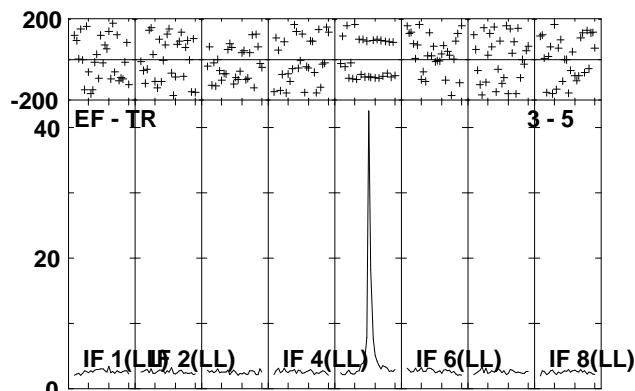 200
-200
EF - TR 3 - 5
40
20
IF 1(LL) IF 2(LL) IF 4(LL) IF 6(LL) IF 8(LL)
0